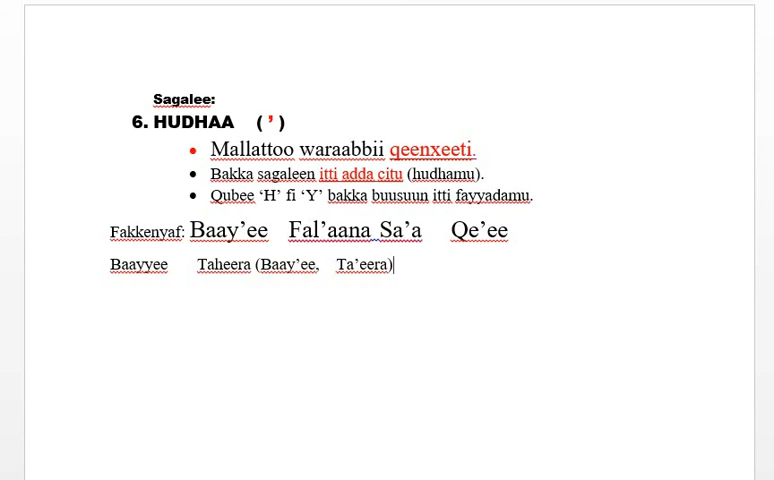 Sagalee:
6. HUDHAA ( ’ )
• Mallattoo waraabbii qeenxeeti.
• Bakka sagaleen itti adda citu (hudhamu).
• Qubee ‘H’ fi ‘Y’ bakka buusuun itti fayyadamu.
Fakkenyaf: Baay’ee Fal’aana Sa’a Qe’ee
Baayyee Taheera (Baay’ee, Ta’eera)